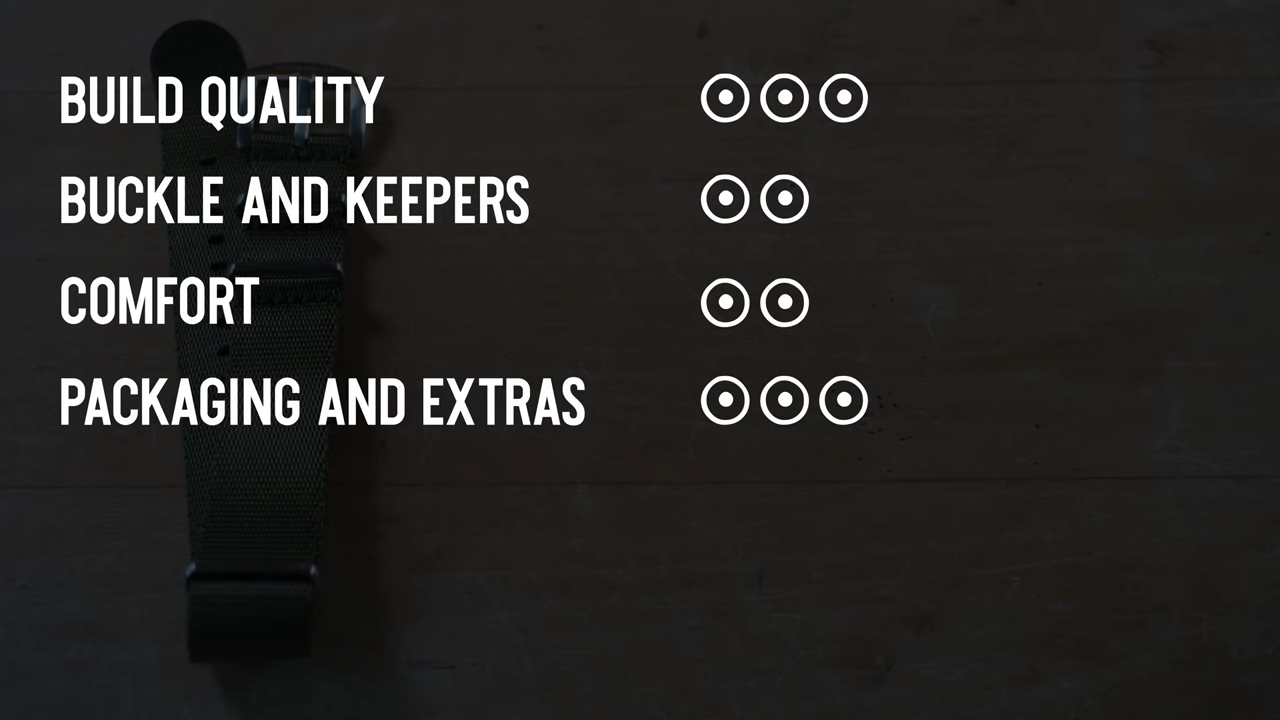 BUILD QUALITY ⊙⊙⊙
BUCKLE AND KEEPERS ⊙⊙
COMFORT ⊙⊙
PACKAGING AND EXTRAS ⊙⊙⊙